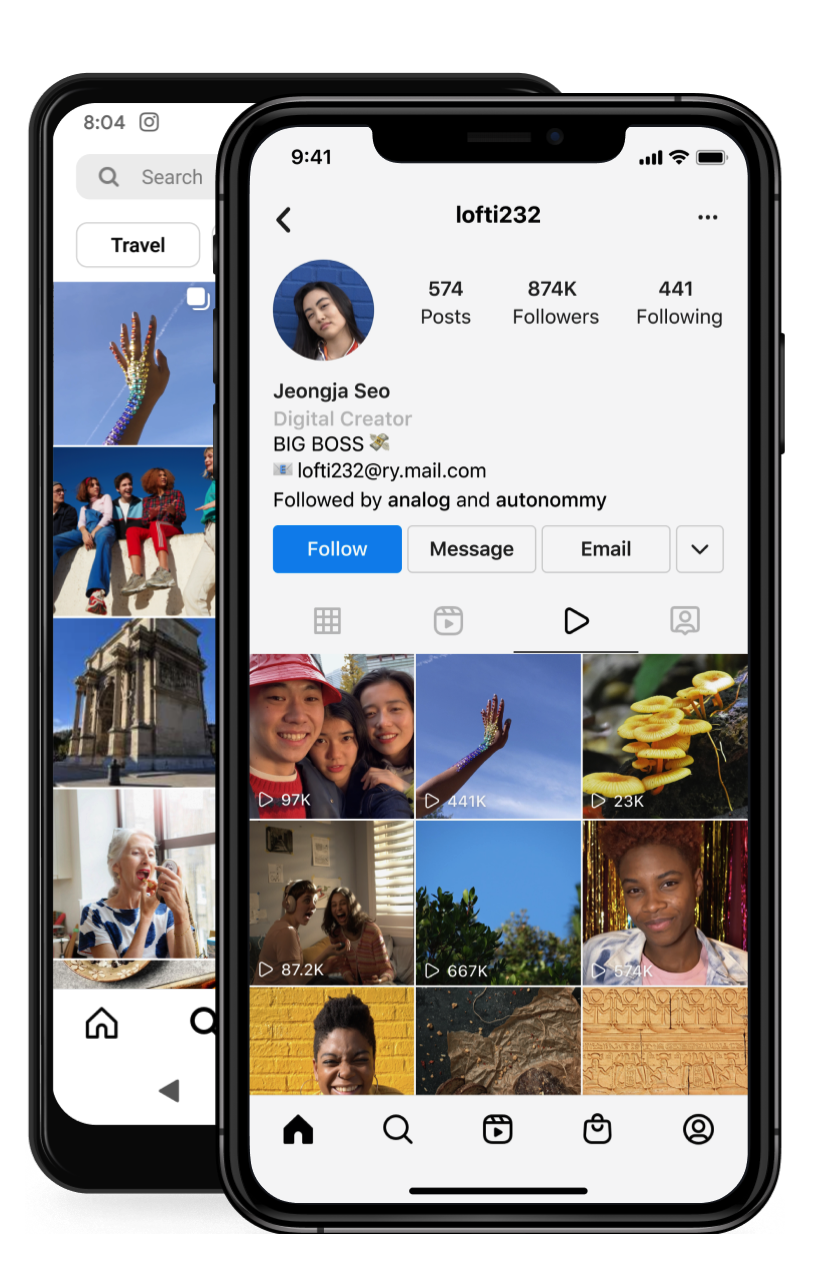 8:04
Search
Travel
9:41
lofti232
574 874K 441
Posts Followers Following
Jeongja Seo
Digital Creator
BIG BOSS 💸
📧 lofti232@ry.mail.com
Followed by analog and autonommy
Follow Message Email
97K 441K 23K
87.2K 667K 574K